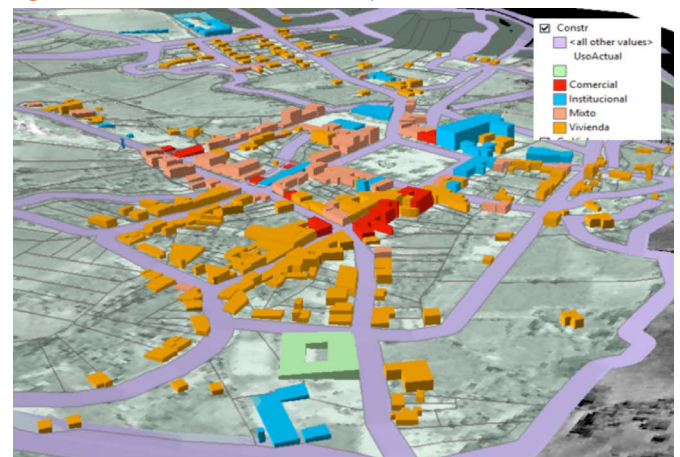 Constr
<all other values>
UsoActual
Comercial
Institucional
Mixto
Vivienda